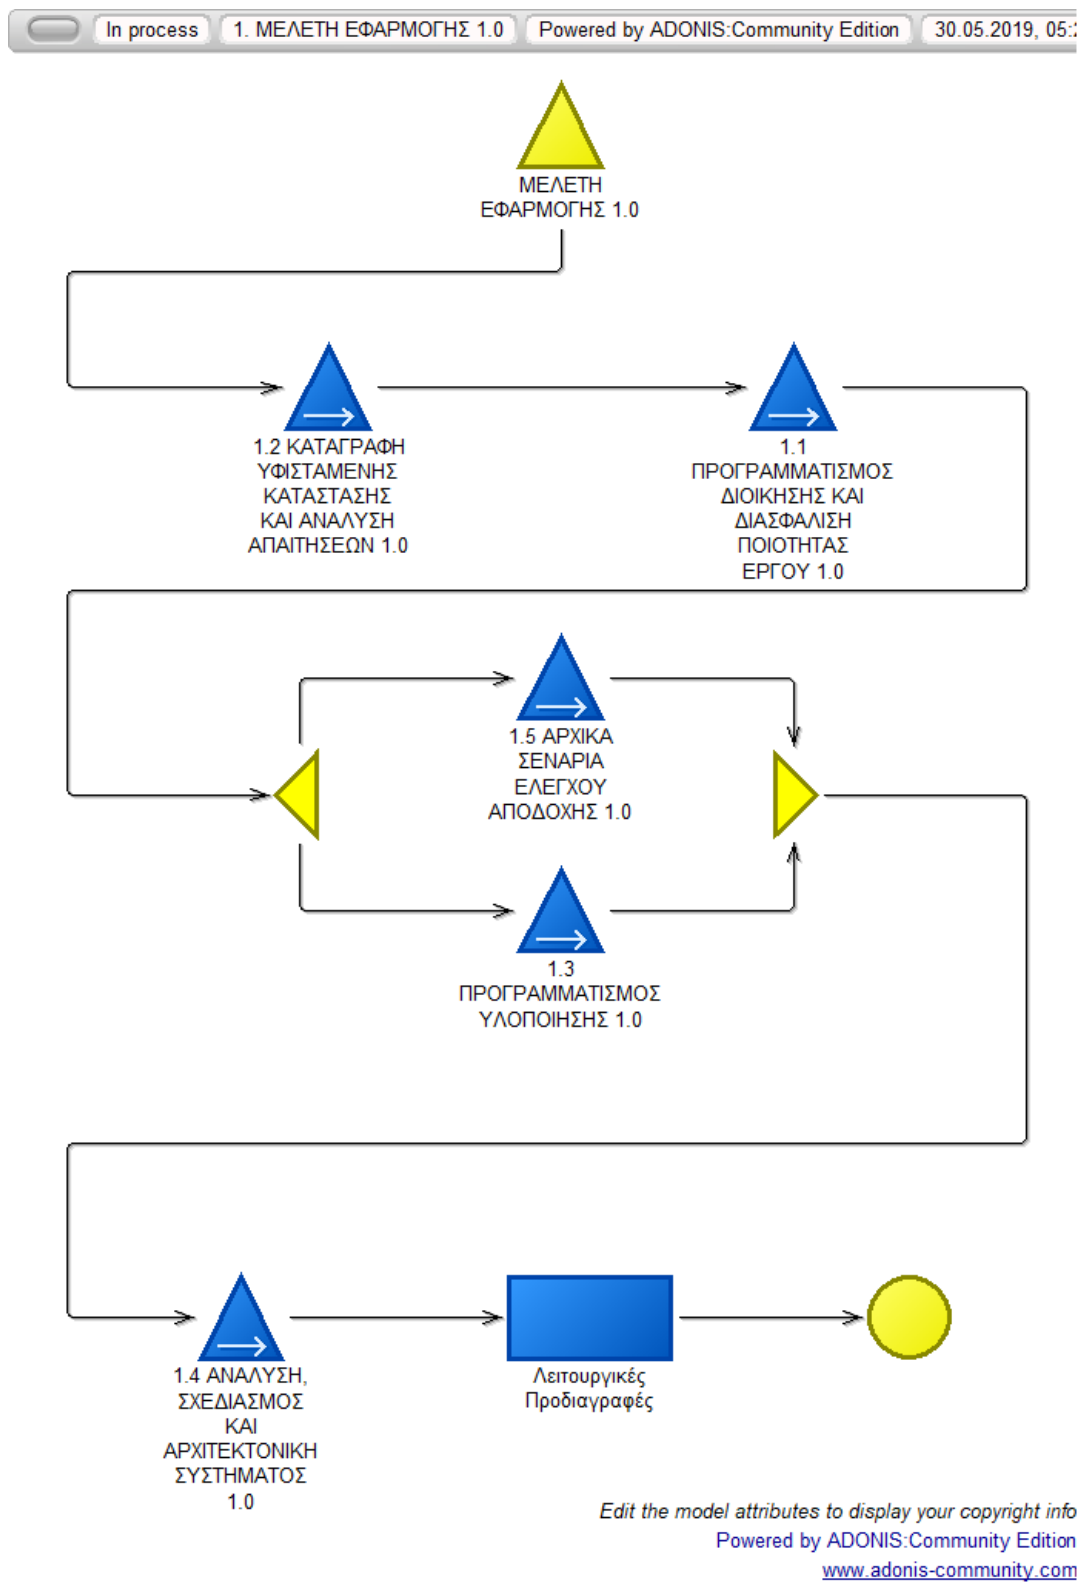 In process 1. ΜΕΛΕΤΗ ΕΦΑΡΜΟΓΗΣ 1.0 Powered by ADONIS:Community Edition 30.05.2019, 05:
ΜΕΛΕΤΗ
ΕΦΑΡΜΟΓΗΣ 1.0
1.2 ΚΑΤΑΓΡΑΦΗ
ΥΦΙΣΤΑΜΕΝΗΣ
ΚΑΤΑΣΤΑΣΗΣ
ΚΑΙ ΑΝΑΛΥΣΗ
ΑΠΑΙΤΗΣΕΩΝ 1.0
1.1
ΠΡΟΓΡΑΜΜΑΤΙΣΜΟΣ
ΔΙΟΙΚΗΣΗΣ ΚΑΙ
ΔΙΑΣΦΑΛΙΣΗ
ΠΟΙΟΤΗΤΑΣ
ΕΡΓΟΥ 1.0
1.5 ΑΡΧΙΚΑ
ΣΕΝΑΡΙΑ
ΕΛΕΓΧΟΥ
ΑΠΟΔΟΧΗΣ 1.0
1.3
ΠΡΟΓΡΑΜΜΑΤΙΣΜΟΣ
ΥΛΟΠΟΙΗΣΗΣ 1.0
1.4 ΑΝΑΛΥΣΗ,
ΣΧΕΔΙΑΣΜΟΣ
ΚΑΙ
ΑΡΧΙΤΕΚΤΟΝΙΚΗ
ΣΥΣΤΗΜΑΤΟΣ
1.0
Λειτουργικές
Προδιαγραφές
Edit the model attributes to display your copyright info
Powered by ADONIS:Community Edition
www.adonis-community.com